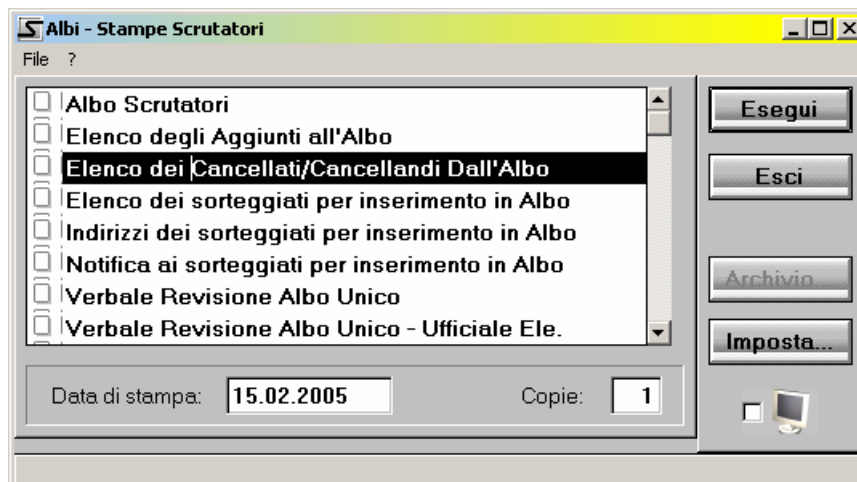 Albi - Stampe Scrutatori
File ?
Albo Scrutatori
Elenco degli Aggiunti all'Albo
Elenco dei Cancellati/Cancellandi Dall'Albo
Elenco dei sorteggiati per inserimento in Albo
Indirizzi dei sorteggiati per inserimento in Albo
Notifica ai sorteggiati per inserimento in Albo
Verbale Revisione Albo Unico
Verbale Revisione Albo Unico - Ufficiale Ele.
Data di stampa: 15.02.2005 Copie: 1
Esegui
Esci
Archivio...
Imposta...